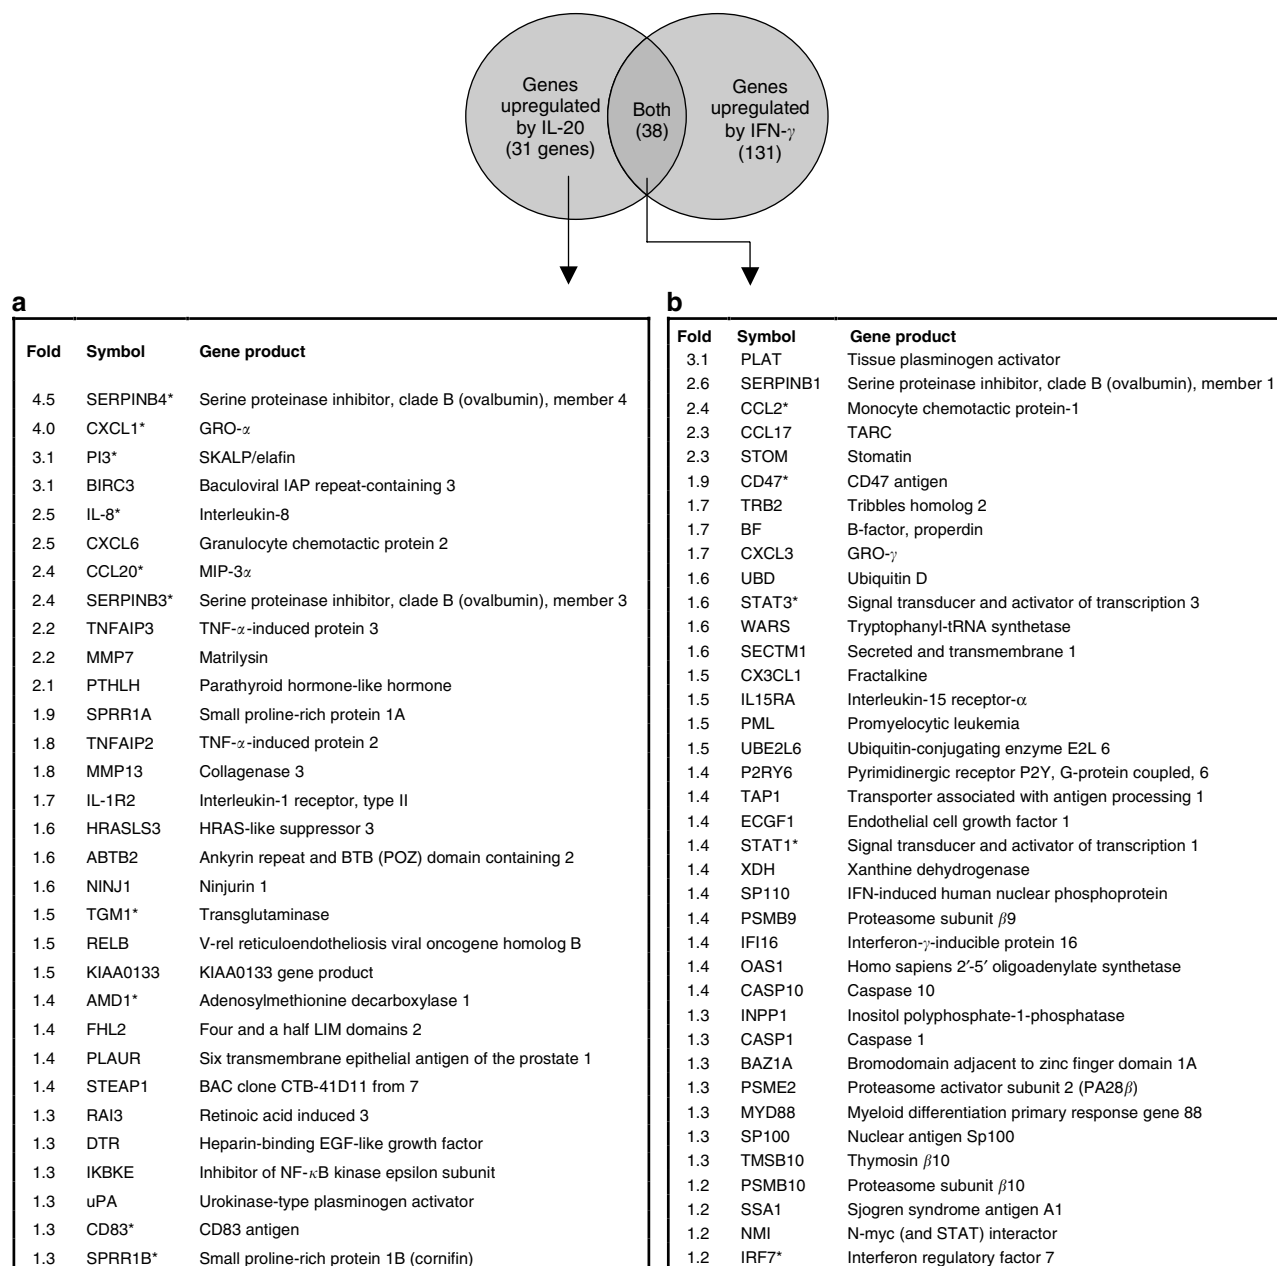 Genes
upregulated
by IL-20
(31 genes)
Both
(38)
Genes
upregulated
by IFN-γ
(131)
a
Fold Symbol Gene product
4.5 SERPINB4* Serine proteinase inhibitor, clade B (ovalbumin), member 4
4.0 CXCL1* GRO-α
3.1 PI3* SKALP/elafin
3.1 BIRC3 Baculoviral IAP repeat-containing 3
2.5 IL-8* Interleukin-8
2.5 CXCL6 Granulocyte chemotactic protein 2
2.4 CCL20* MIP-3α
2.4 SERPINB3* Serine proteinase inhibitor, clade B (ovalbumin), member 3
2.2 TNFAIP3 TNF-α-induced protein 3
2.2 MMP7 Matrilysin
2.1 PTHLH Parathyroid hormone-like hormone
1.9 SPRR1A Small proline-rich protein 1A
1.8 TNFAIP2 TNF-α-induced protein 2
1.8 MMP13 Collagenase 3
1.7 IL-1R2 Interleukin-1 receptor, type II
1.6 HRASLS3 HRAS-like suppressor 3
1.6 ABTB2 Ankyrin repeat and BTB (POZ) domain containing 2
1.6 NINJ1 Ninjurin 1
1.5 TGM1* Transglutaminase
1.5 RELB V-rel reticuloendotheliosis viral oncogene homolog B
1.5 KIAA0133 KIAA0133 gene product
1.4 AMD1* Adenosylmethionine decarboxylase 1
1.4 FHL2 Four and a half LIM domains 2
1.4 PLAUR Six transmembrane epithelial antigen of the prostate 1
1.4 STEAP1 BAC clone CTB-41D11 from 7
1.3 RAI3 Retinoic acid induced 3
1.3 DTR Heparin-binding EGF-like growth factor
1.3 IKBKE Inhibitor of NF-κB kinase epsilon subunit
1.3 uPA Urokinase-type plasminogen activator
1.3 CD83* CD83 antigen
1.3 SPRR1B* Small proline-rich protein 1B (cornifin)
b
Fold Symbol Gene product
3.1 PLAT Tissue plasminogen activator
2.6 SERPINB1 Serine proteinase inhibitor, clade B (ovalbumin), member 1
2.4 CCL2* Monocyte chemotactic protein-1
2.3 CCL17 TARC
2.3 STOM Stomatin
1.9 CD47* CD47 antigen
1.7 TRB2 Tribbles homolog 2
1.7 BF B-factor, properdin
1.7 CXCL3 GRO-γ
1.6 UBD Ubiquitin D
1.6 STAT3* Signal transducer and activator of transcription 3
1.6 WARS Tryptophanyl-tRNA synthetase
1.6 SECTM1 Secreted and transmembrane 1
1.5 CX3CL1 Fractalkine
1.5 IL15RA Interleukin-15 receptor-α
1.5 PML Promyelocytic leukemia
1.5 UBE2L6 Ubiquitin-conjugating enzyme E2L 6
1.4 P2RY6 Pyrimidinergic receptor P2Y, G-protein coupled, 6
1.4 TAP1 Transporter associated with antigen processing 1
1.4 ECGF1 Endothelial cell growth factor 1
1.4 STAT1* Signal transducer and activator of transcription 1
1.4 XDH Xanthine dehydrogenase
1.4 SP110 IFN-induced human nuclear phosphoprotein
1.4 PSMB9 Proteasome subunit β9
1.4 IFI16 Interferon-γ-inducible protein 16
1.4 OAS1 Homo sapiens 2′-5′ oligoadenylate synthetase
1.4 CASP10 Caspase 10
1.3 INPP1 Inositol polyphosphate-1-phosphatase
1.3 CASP1 Caspase 1
1.3 BAZ1A Bromodomain adjacent to zinc finger domain 1A
1.3 PSME2 Proteasome activator subunit 2 (PA28β)
1.3 MYD88 Myeloid differentiation primary response gene 88
1.3 SP100 Nuclear antigen Sp100
1.3 TMSB10 Thymosin β10
1.2 PSMB10 Proteasome subunit β10
1.2 SSA1 Sjogren syndrome antigen A1
1.2 NMI N-myc (and STAT) interactor
1.2 IRF7* Interferon regulatory factor 7